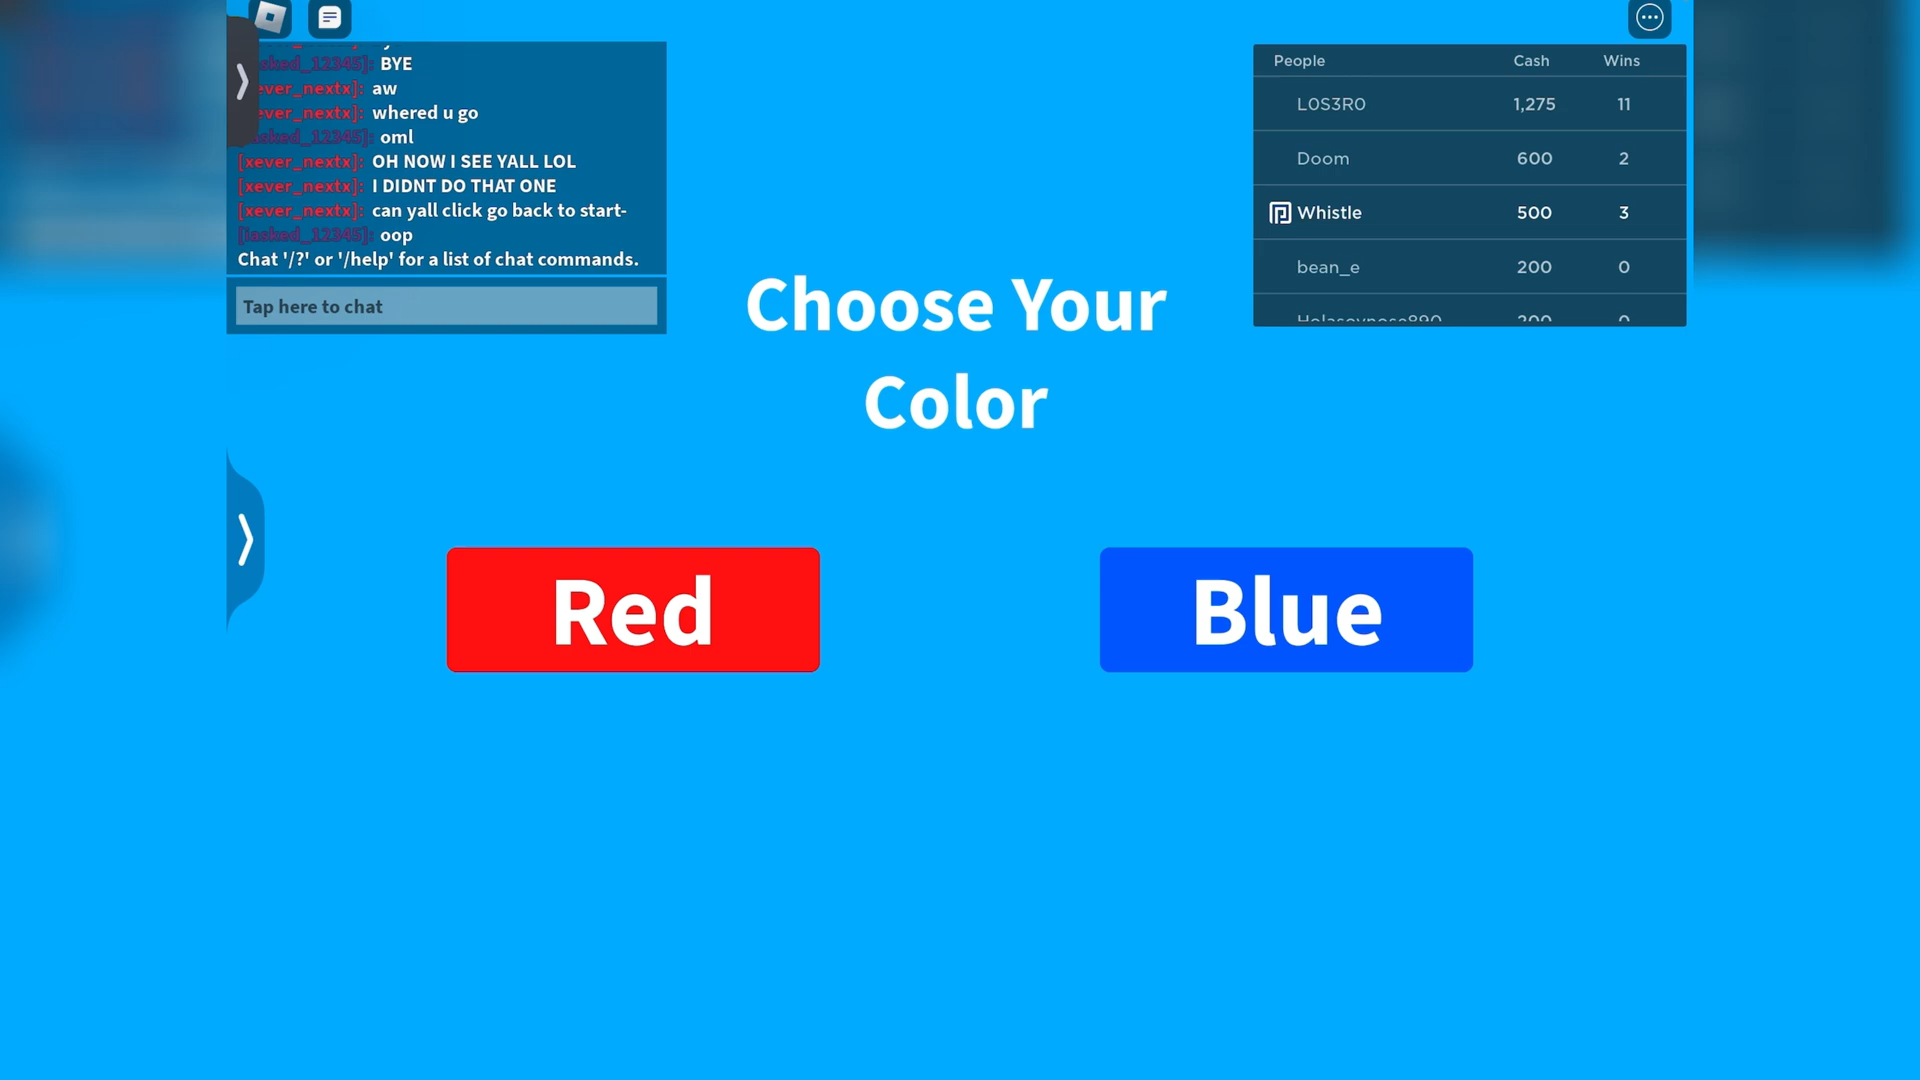 BYE
aw
whered u go
oml
[xever_nextx]: OH NOW I SEE YALL LOL
[xever_nextx]: I DIDNT DO THAT ONE
[xever_nextx]: can yall click go back to start-
[iasked_12345]: oop
Chat '/?' or '/help' for a list of chat commands.
Tap here to chat
People Cash Wins
L0S3R0 1,275 11
Doom 600 2
Whistle 500 3
bean_e 200 0
200 0
Choose Your
Color
Red
Blue